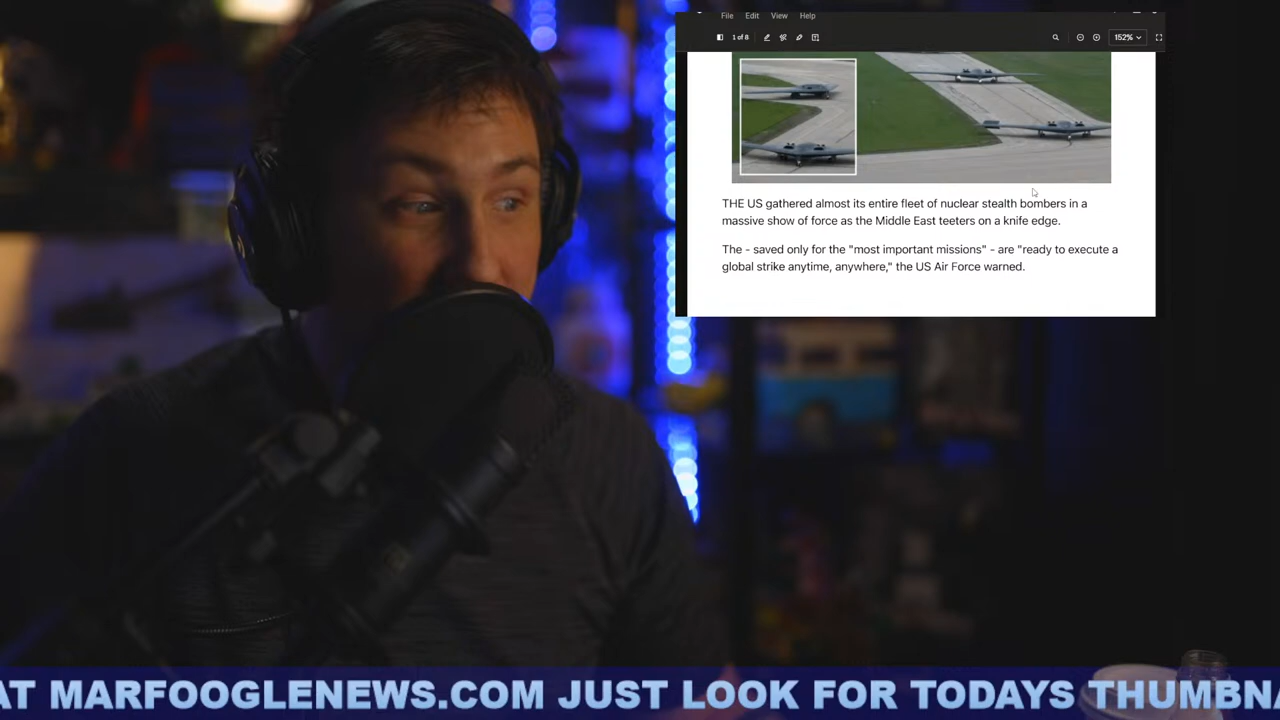 File Edit View Help
1 of 8 152%
THE US gathered almost its entire fleet of nuclear stealth bombers in a
massive show of force as the Middle East teeters on a knife edge.
The - saved only for the "most important missions" - are "ready to execute a
global strike anytime, anywhere," the US Air Force warned.
AT MARFOOGLENEWS.COM JUST LOOK FOR TODAYS THUMBNA